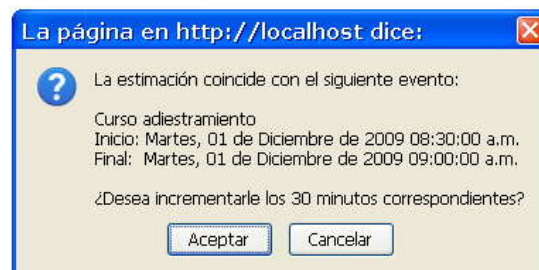 La página en http://localhost dice:
La estimación coincide con el siguiente evento:
Curso adiestramiento
Inicio: Martes, 01 de Diciembre de 2009 08:30:00 a.m.
Final: Martes, 01 de Diciembre de 2009 09:00:00 a.m.
¿Desea incrementarle los 30 minutos correspondientes?
Aceptar Cancelar